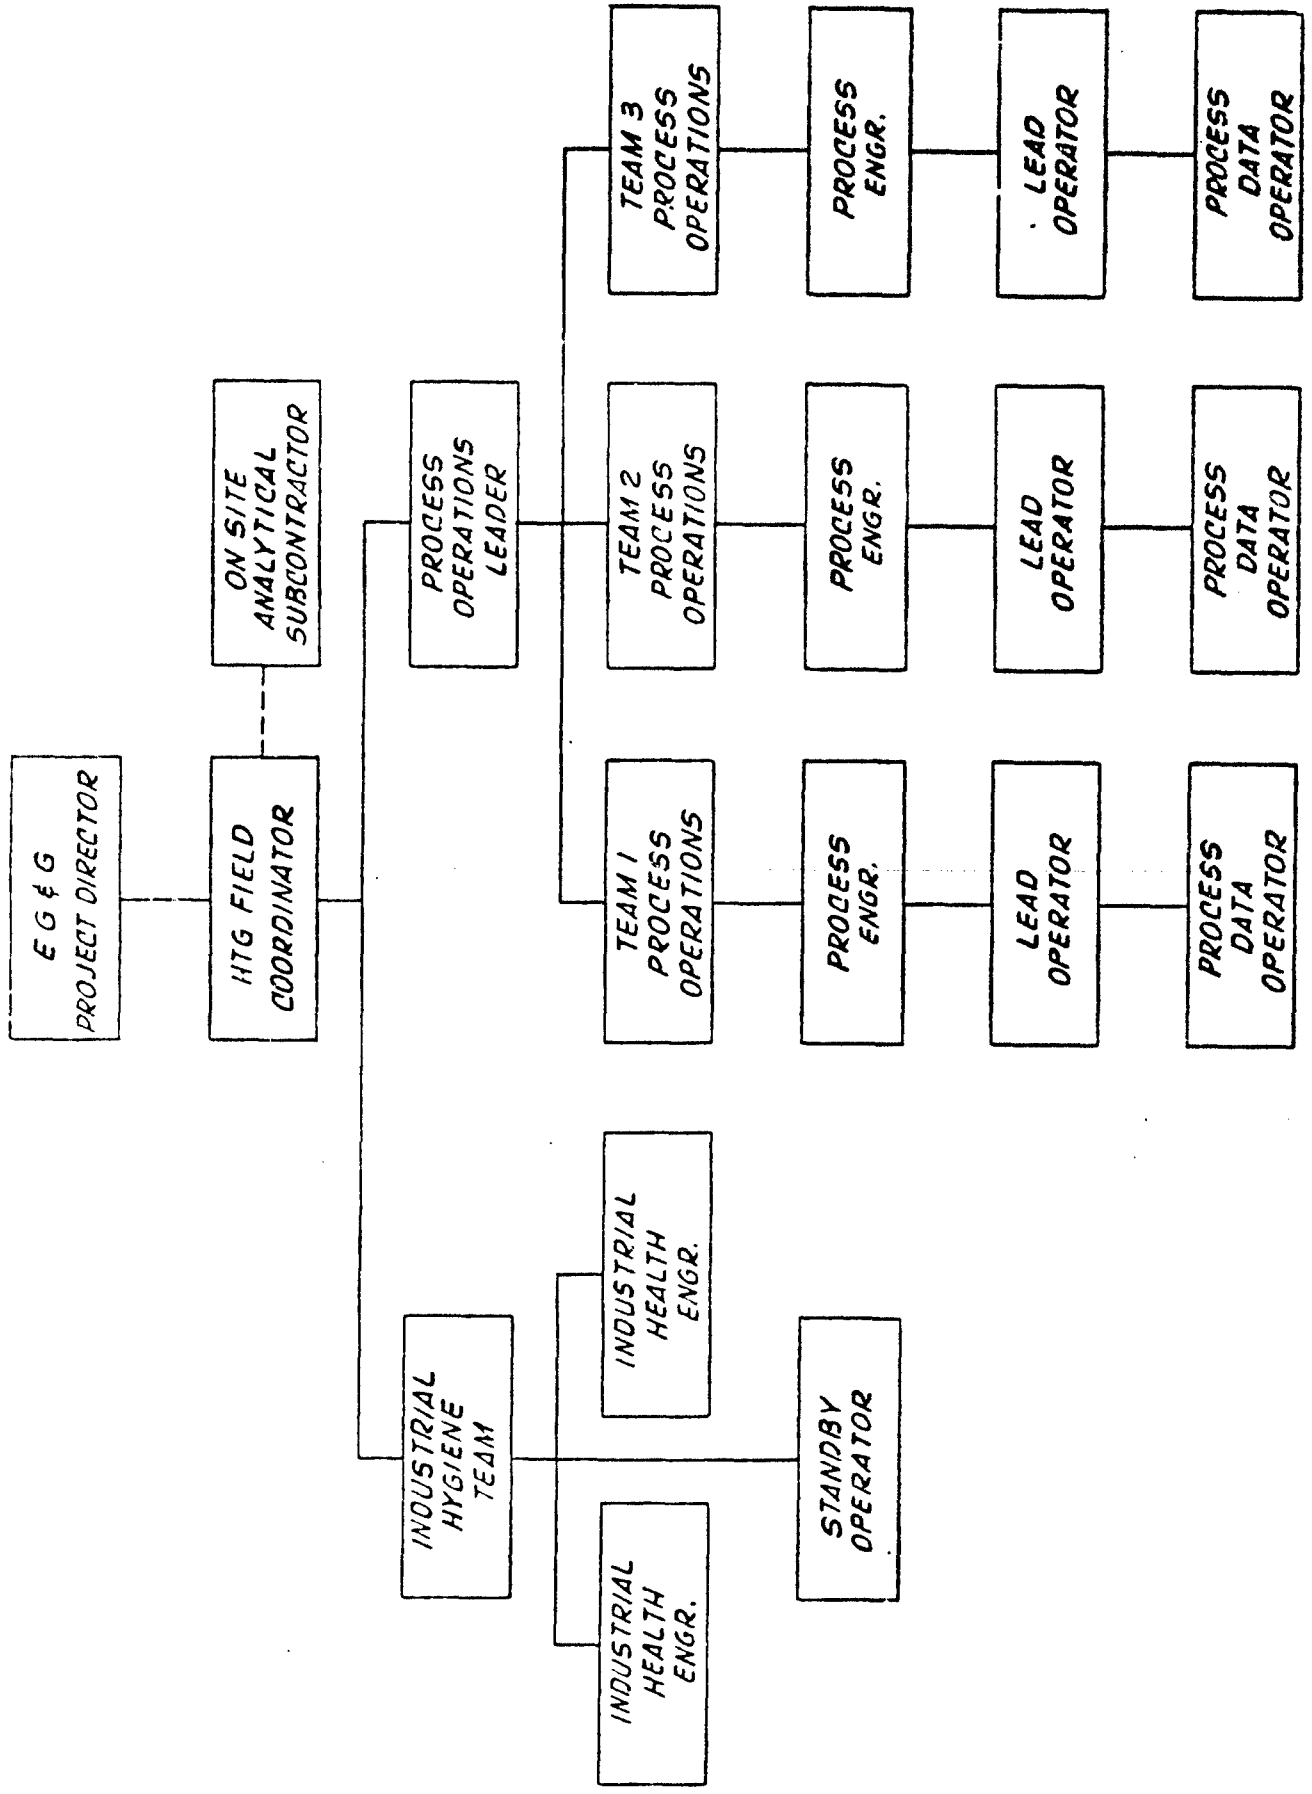 E G & G
PROJECT DIRECTOR
HTG FIELD
COORDINATOR
ON SITE
ANALYTICAL
SUBCONTRACTOR
INDUSTRIAL
HYGIENE
TEAM
PROCESS
OPERATIONS
LEADER
INDUSTRIAL
HEALTH
ENGR.
INDUSTRIAL
HEALTH
ENGR.
TEAM 1
PROCESS
OPERATIONS
TEAM 2
PROCESS
OPERATIONS
TEAM 3
PROCESS
OPERATIONS
STANDBY
OPERATOR
PROCESS
ENGR.
PROCESS
ENGR.
PROCESS
ENGR.
LEAD
OPERATOR
LEAD
OPERATOR
LEAD
OPERATOR
PROCESS
DATA
OPERATOR
PROCESS
DATA
OPERATOR
PROCESS
DATA
OPERATOR